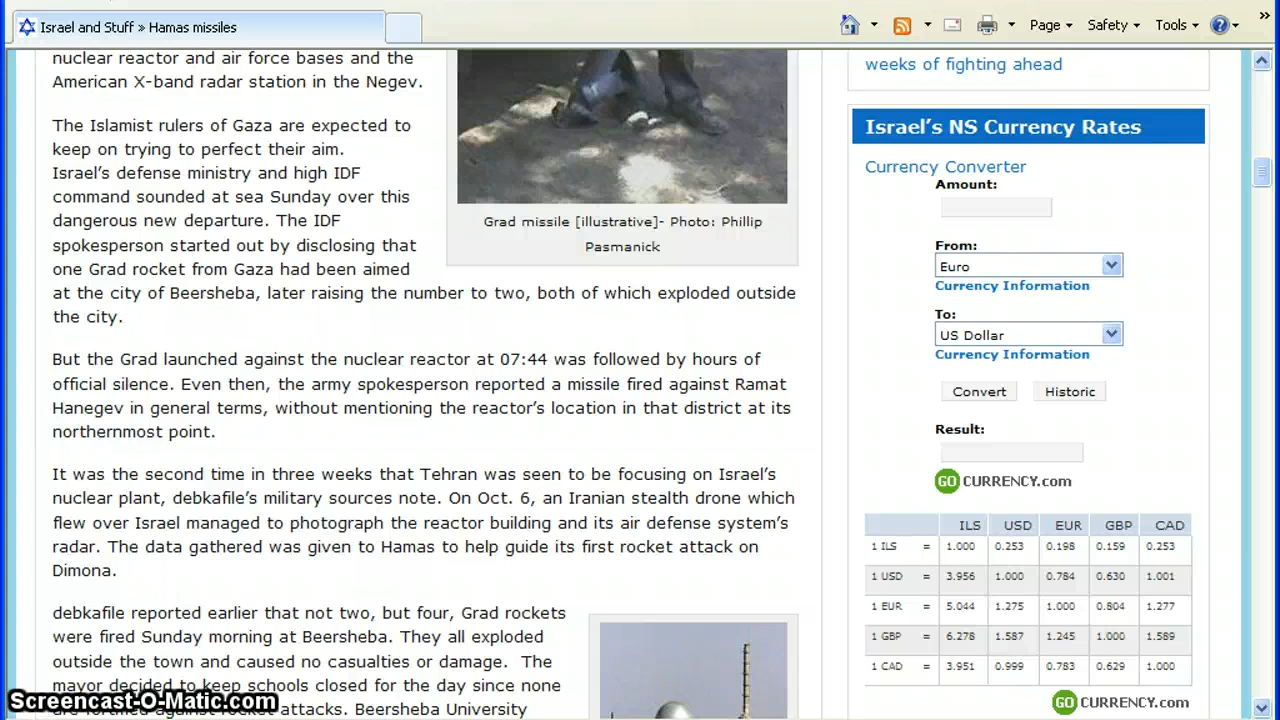 Israel and Stuff » Hamas missiles
Page
Safety
Tools
»
nuclear reactor and air force bases and the
American X-band radar station in the Negev.
The Islamist rulers of Gaza are expected to
keep on trying to perfect their aim.
Israel's defense ministry and high IDF
command sounded at sea Sunday over this
dangerous new departure. The IDF
spokesperson started out by disclosing that
one Grad rocket from Gaza had been aimed
at the city of Beersheba, later raising the number to two, both of which exploded outside
the city.
Grad missile [illustrative]- Photo: Phillip
Pasmanick
But the Grad launched against the nuclear reactor at 07:44 was followed by hours of
official silence. Even then, the army spokesperson reported a missile fired against Ramat
Hanegev in general terms, without mentioning the reactor's location in that district at its
northernmost point.
It was the second time in three weeks that Tehran was seen to be focusing on Israel's
nuclear plant, debkafile's military sources note. On Oct. 6, an Iranian stealth drone which
flew over Israel managed to photograph the reactor building and its air defense system's
radar. The data gathered was given to Hamas to help guide its first rocket attack on
Dimona.
debkafile reported earlier that not two, but four, Grad rockets
were fired Sunday morning at Beersheba. They all exploded
outside the town and caused no casualties or damage. The
mayor decided to keep schools closed for the day since none
are fortified against rocket attacks. Beersheba University
weeks of fighting ahead
Israel's NS Currency Rates
Currency Converter
Amount:
From:
Euro
Currency Information
To:
US Dollar
Currency Information
Convert Historic
Result:
GO CURRENCY.com
ILS USD EUR GBP CAD
1 ILS = 1.000 0.253 0.198 0.159 0.253
1 USD = 3.956 1.000 0.784 0.630 1.001
1 EUR = 5.044 1.275 1.000 0.804 1.277
1 GBP = 6.278 1.587 1.245 1.000 1.589
1 CAD = 3.951 0.999 0.783 0.629 1.000
GO CURRENCY.com
Screencast-O-Matic.com